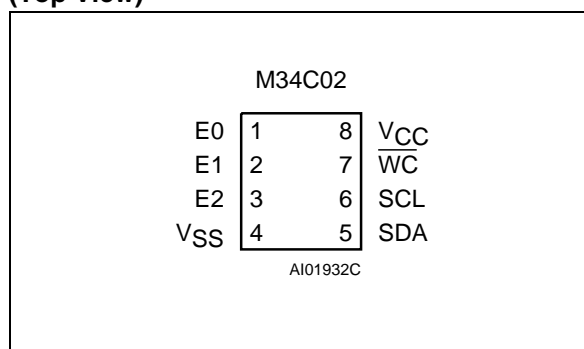 (Top View)
M34C02
E0 1 8 VCC
E1 2 7 WC
E2 3 6 SCL
VSS 4 5 SDA
AI01932C